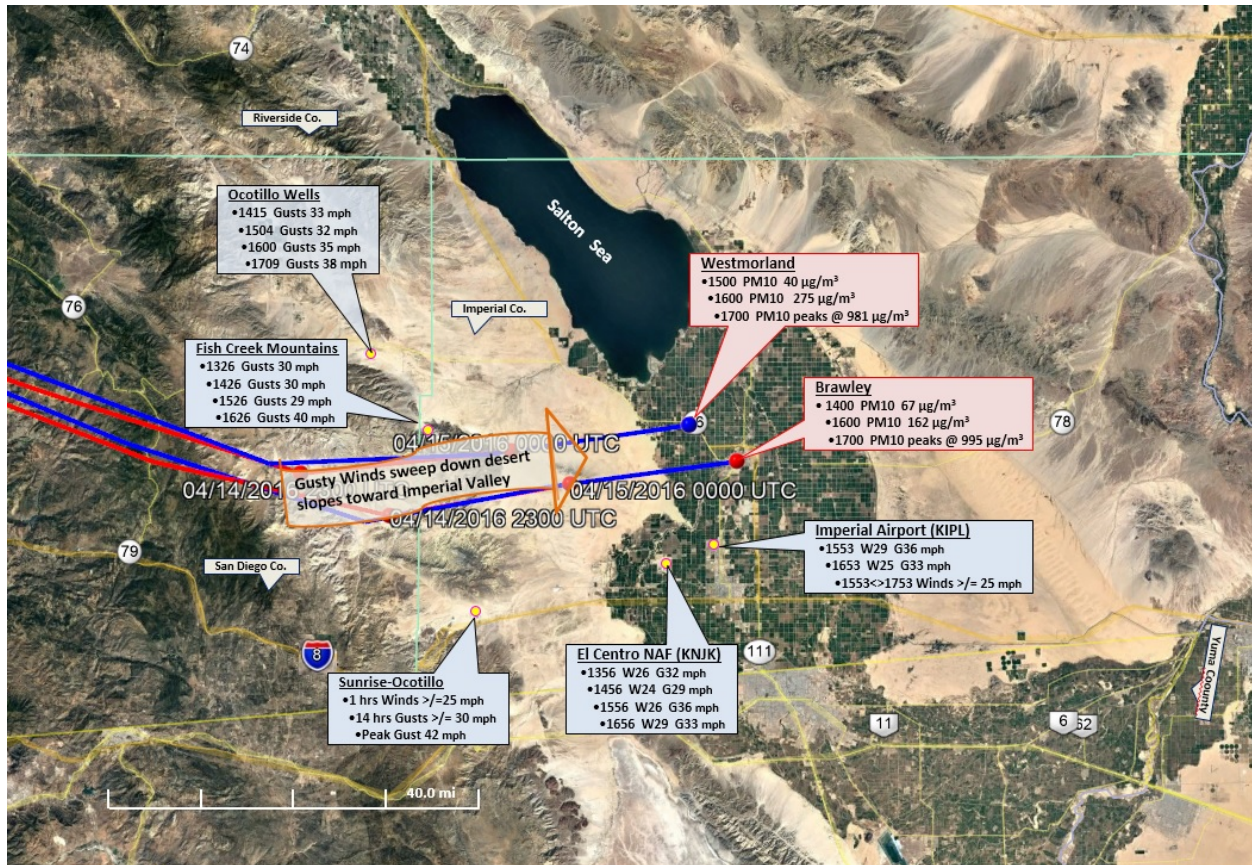 74
Riverside Co.
Ocotillo Wells
•1415 Gusts 33 mph
•1504 Gusts 32 mph
•1600 Gusts 35 mph
•1709 Gusts 38 mph
Salton Sea
Westmorland
•1500 PM10 40 µg/m³
•1600 PM10 275 µg/m³
•1700 PM10 peaks @ 981 µg/m³
76
Imperial Co.
Fish Creek Mountains
•1326 Gusts 30 mph
•1426 Gusts 30 mph
•1526 Gusts 29 mph
•1626 Gusts 40 mph
Brawley
• 1400 PM10 67 µg/m³
•1600 PM10 162 µg/m³
•1700 PM10 peaks @ 995 µg/m³
78
04/15/2016 0000 UTC
Gusty Winds sweep down desert
slopes toward Imperial Valley
04/14/2016 2300 UTC
04/15/2016 0000 UTC
04/14/2016 2300 UTC
79
San Diego Co.
Imperial Airport (KIPL)
•1553 W29 G36 mph
•1653 W25 G33 mph
•1553<>1753 Winds >/= 25 mph
8
Sunrise-Ocotillo
•1 hrs Winds >/=25 mph
•14 hrs Gusts >/= 30 mph
•Peak Gust 42 mph
El Centro NAF (KNJK)
•1356 W26 G32 mph
•1456 W24 G29 mph
•1556 W26 G36 mph
•1656 W29 G33 mph
111
Yuma Coounty
11
6
62
40.0 mi